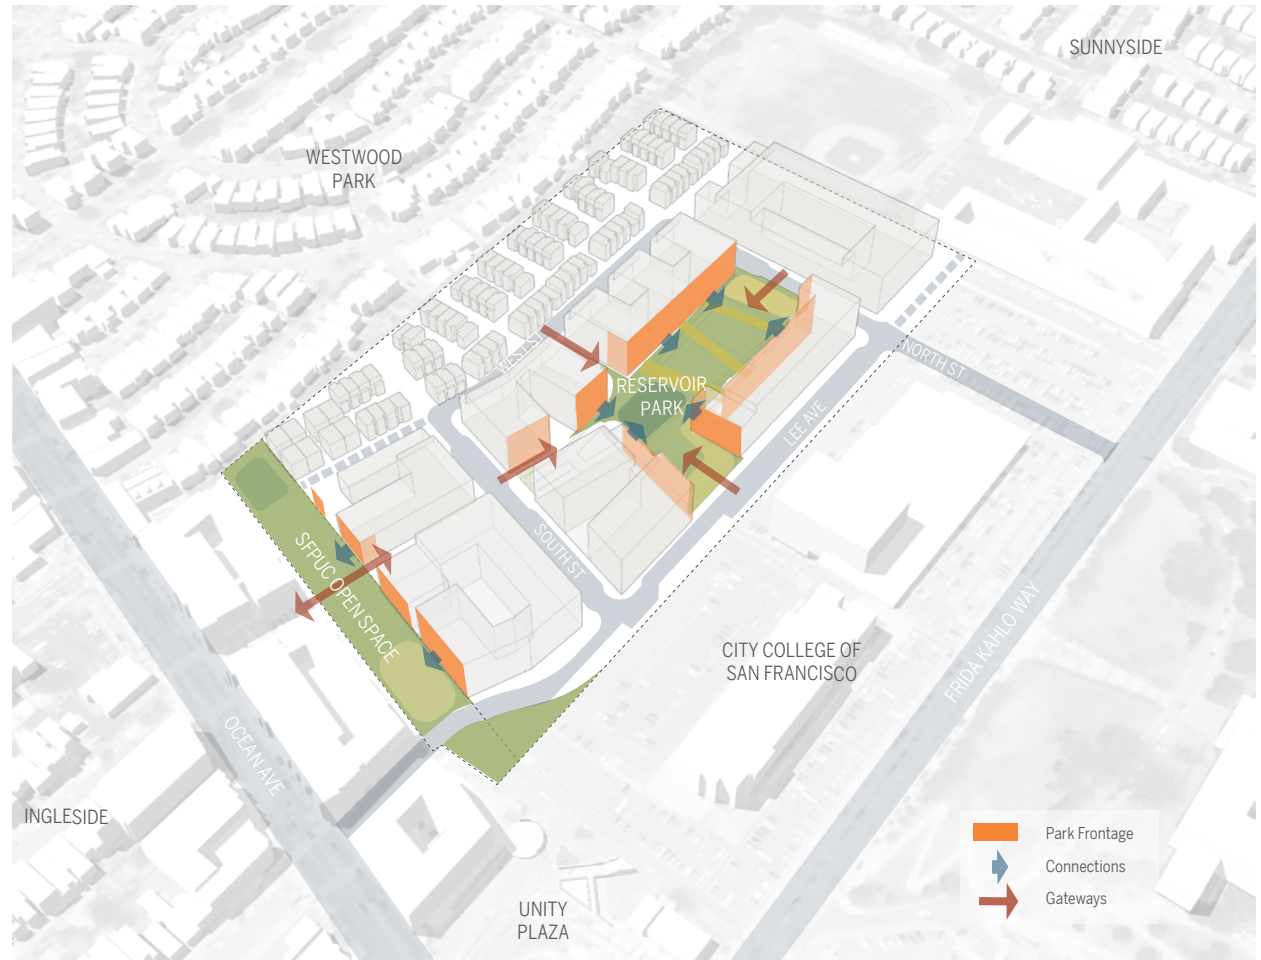 SUNNYSIDE
WESTWOOD
PARK
WEST ST
NORTH ST
RESERVOIR
PARK
LEE AVE
SOUTH ST
SFPUC OPEN SPACE
CITY COLLEGE OF
SAN FRANCISCO
FRIDA KAHLO WAY
OCEAN AVE
INGLESIDE
UNITY
PLAZA
Park Frontage
Connections
Gateways